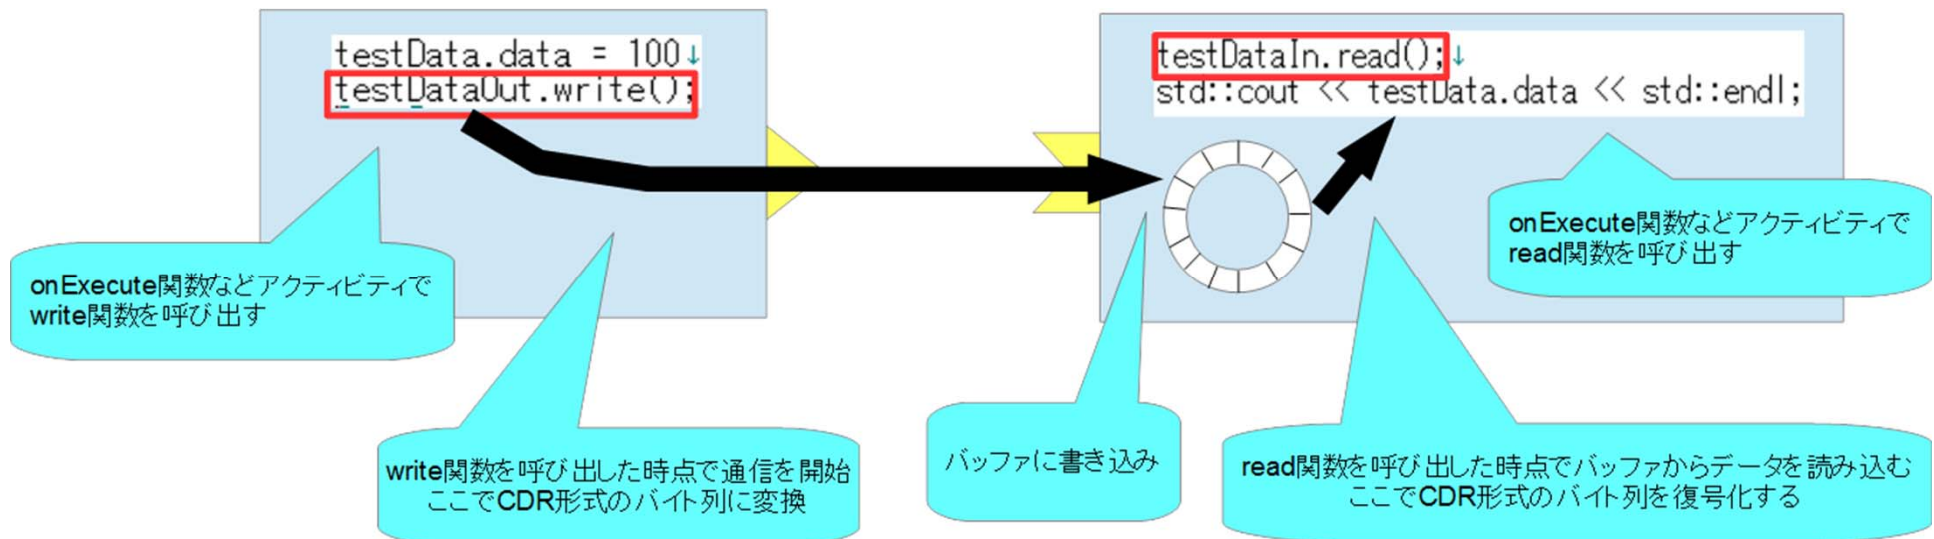 testData.data = 100↓
testDataOut.write();
testDataIn.read();↓
std::cout << testData.data << std::endl;
onExecute関数などアクティビティで
write関数を呼び出す
onExecute関数などアクティビティで
read関数を呼び出す
write関数を呼び出した時点で通信を開始
ここでCDR形式のバイト列に変換
バッファに書き込み
read関数を呼び出した時点でバッファからデータを読み込む
ここでCDR形式のバイト列を復号化する